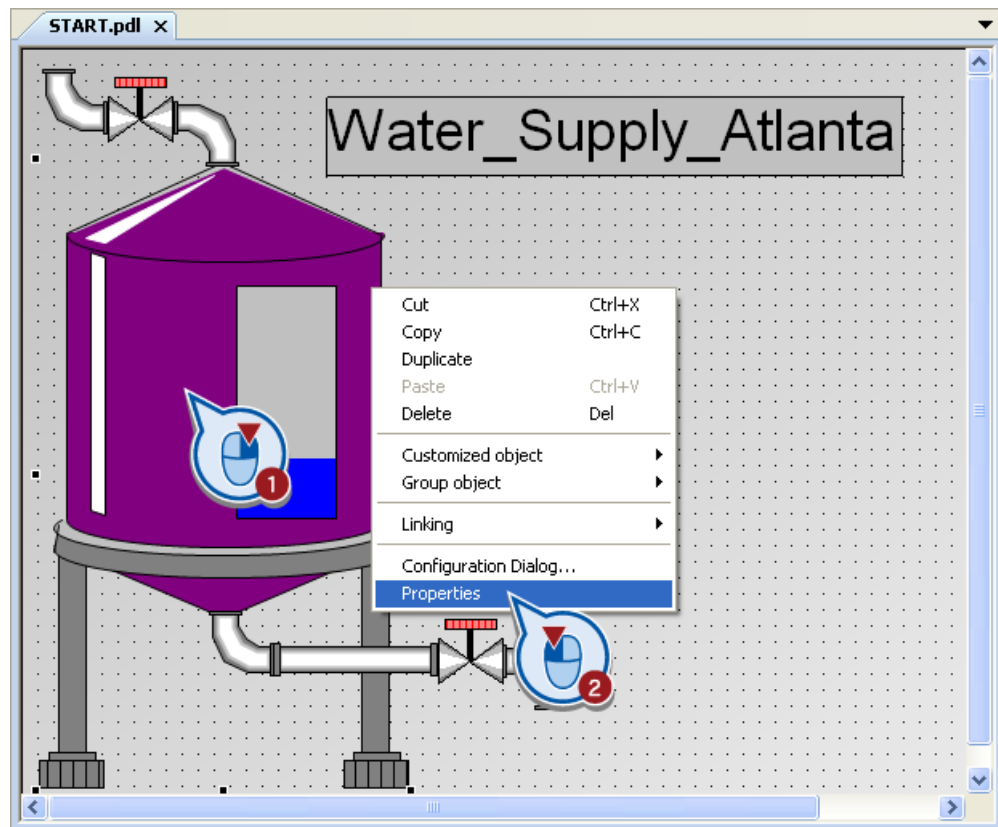 START.pdl
Water_Supply_Atlanta
Cut Ctrl+X
Copy Ctrl+C
Duplicate
Paste Ctrl+V
Delete Del
Customized object
Group object
Linking
Configuration Dialog...
Properties
1
2